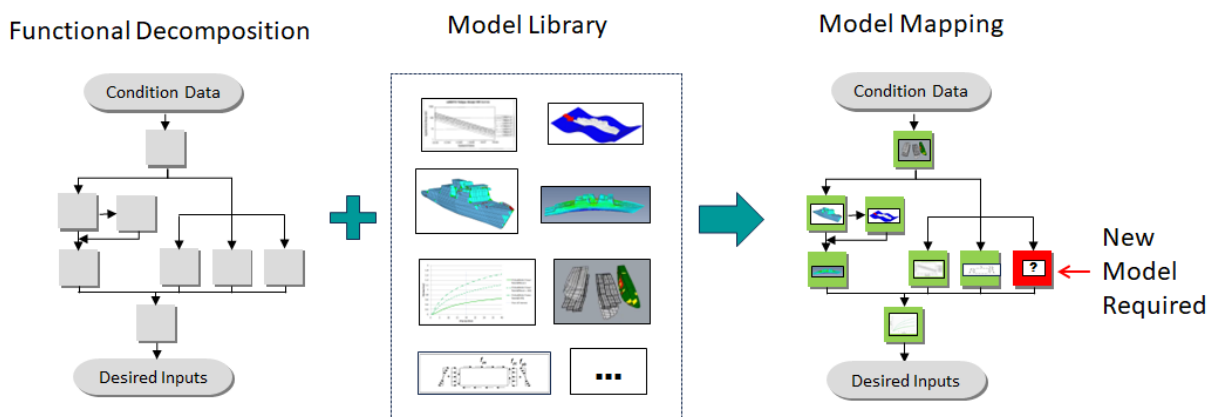 Functional Decomposition
Model Library
Model Mapping
Condition Data
Desired Inputs
...
Condition Data
?
New
Model
Required
Desired Inputs